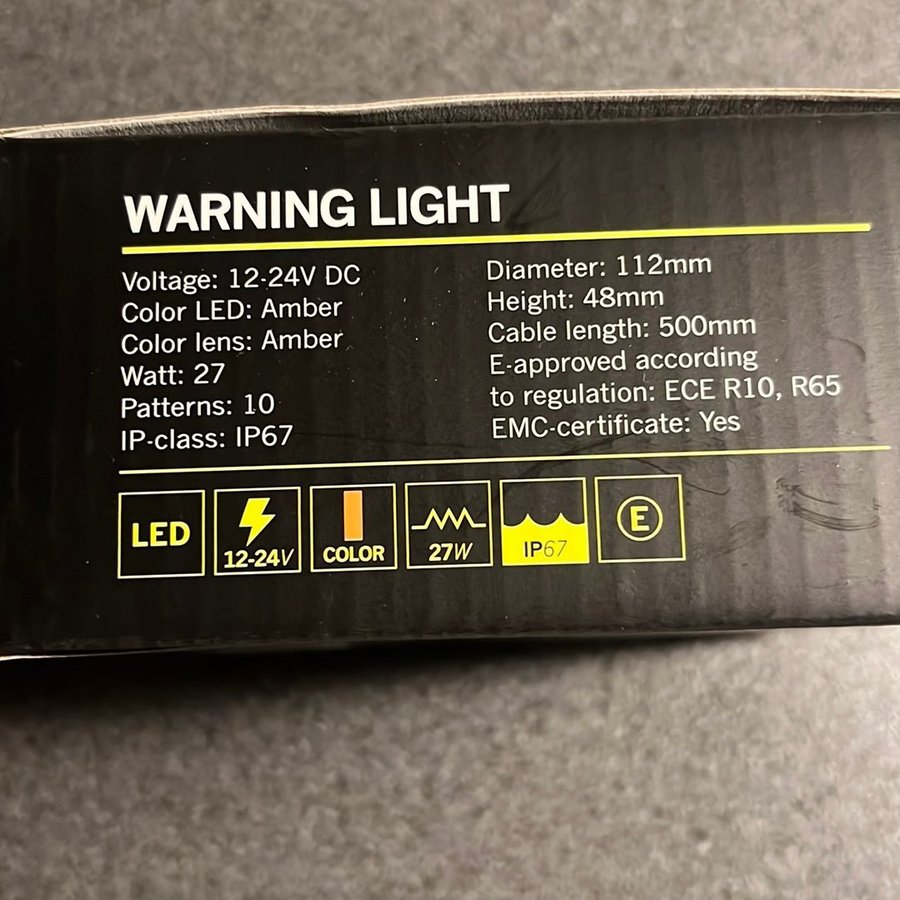 WARNING LIGHT
Voltage: 12-24V DC
Color LED: Amber
Color lens: Amber
Watt: 27
Patterns: 10
IP-class: IP67
Diameter: 112mm
Height: 48mm
Cable length: 500mm
E-approved according
to regulation: ECE R10, R65
EMC-certificate: Yes
LED
12-24V
COLOR
27W
IP67
E